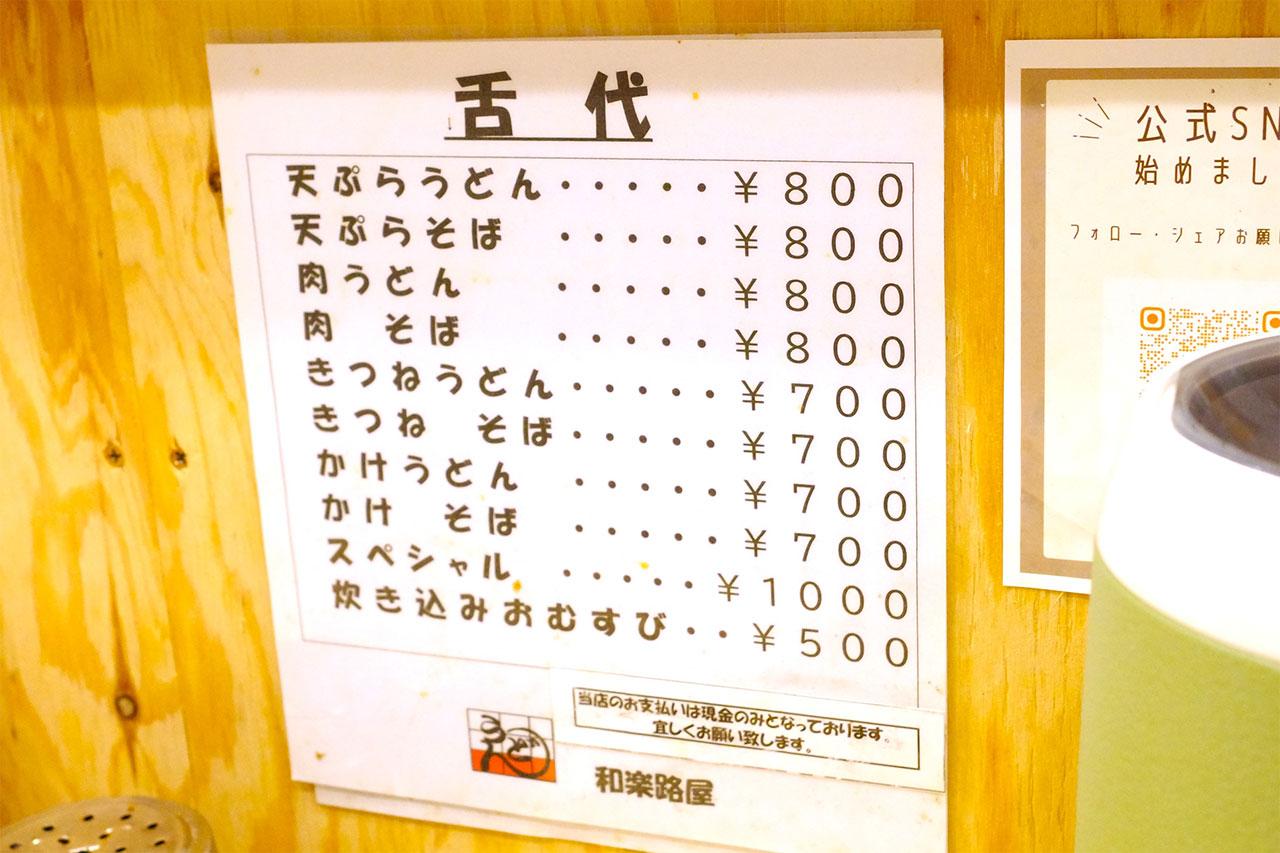 舌代
天ぷらうどん・・・・・¥800
天ぷらそば ・・・・・¥800
肉うどん ・・・・・¥800
肉 そば ・・・・・¥800
きつねうどん・・・・・¥700
きつね そば・・・・・¥700
かけうどん ・・・・・¥700
かけ そば ・・・・・¥700
スペシャル ・・・・・¥1000
炊き込みおむすび・・¥500
当店のお支払いは現金のみとなっております。
宜しくお願い致します。
うどん
和楽路屋
公式SN
始めまし
フォロー・シェアお願